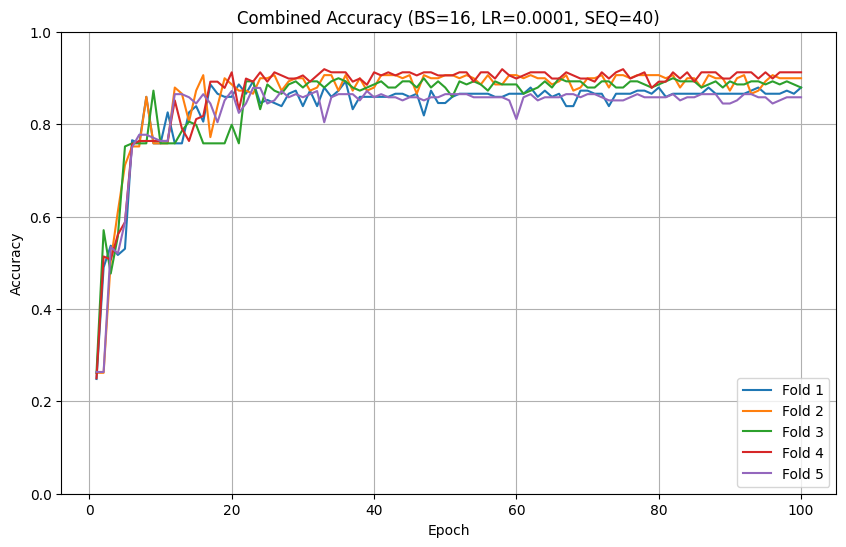 Combined Accuracy (BS=16, LR=0.0001, SEQ=40)
1.0
0.8
0.6
0.4
0.2
0.0
Accuracy
0 20 40 60 80 100
Epoch
Fold 1
Fold 2
Fold 3
Fold 4
Fold 5